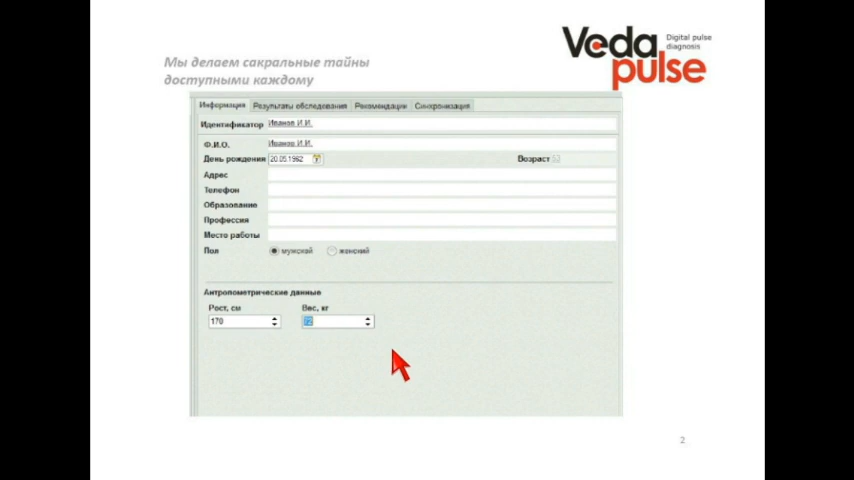 Veda
pulse
Digital pulse
diagnosis
Мы делаем сакральные тайны
доступными каждому
Информация Результаты обследования Рекомендации Синхронизация
Идентификатор Иванов И.И.
Ф.И.О. Иванов И.И.
День рождения 20.05.1962 Возраст
Адрес
Телефон
Образование
Профессия
Место работы
Пол мужской женский
Антропометрические данные
Рост, см Вес, кг
170
2